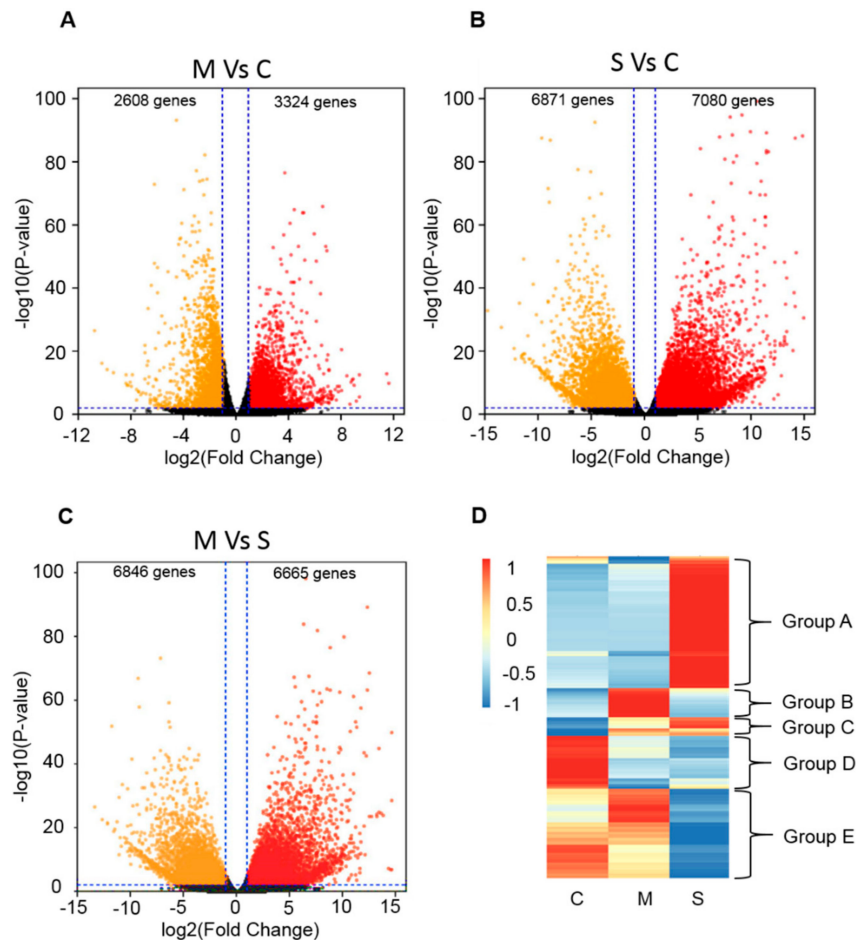 A
M Vs C
2608 genes
3324 genes
100
80
60
40
20
0
-log10(P-value)
-12
-8
-4
0
4
8
12
log2(Fold Change)
B
S Vs C
6871 genes
7080 genes
100
80
60
40
20
0
-log10(P-value)
-15
-10
-5
0
5
10
15
log2(Fold Change)
C
M Vs S
6846 genes
6665 genes
100
80
60
40
20
0
-log10(P-value)
-15
-10
-5
0
5
10
15
log2(Fold Change)
D
1
0.5
0
-0.5
-1
Group A
Group B
Group C
Group D
Group E
C M S